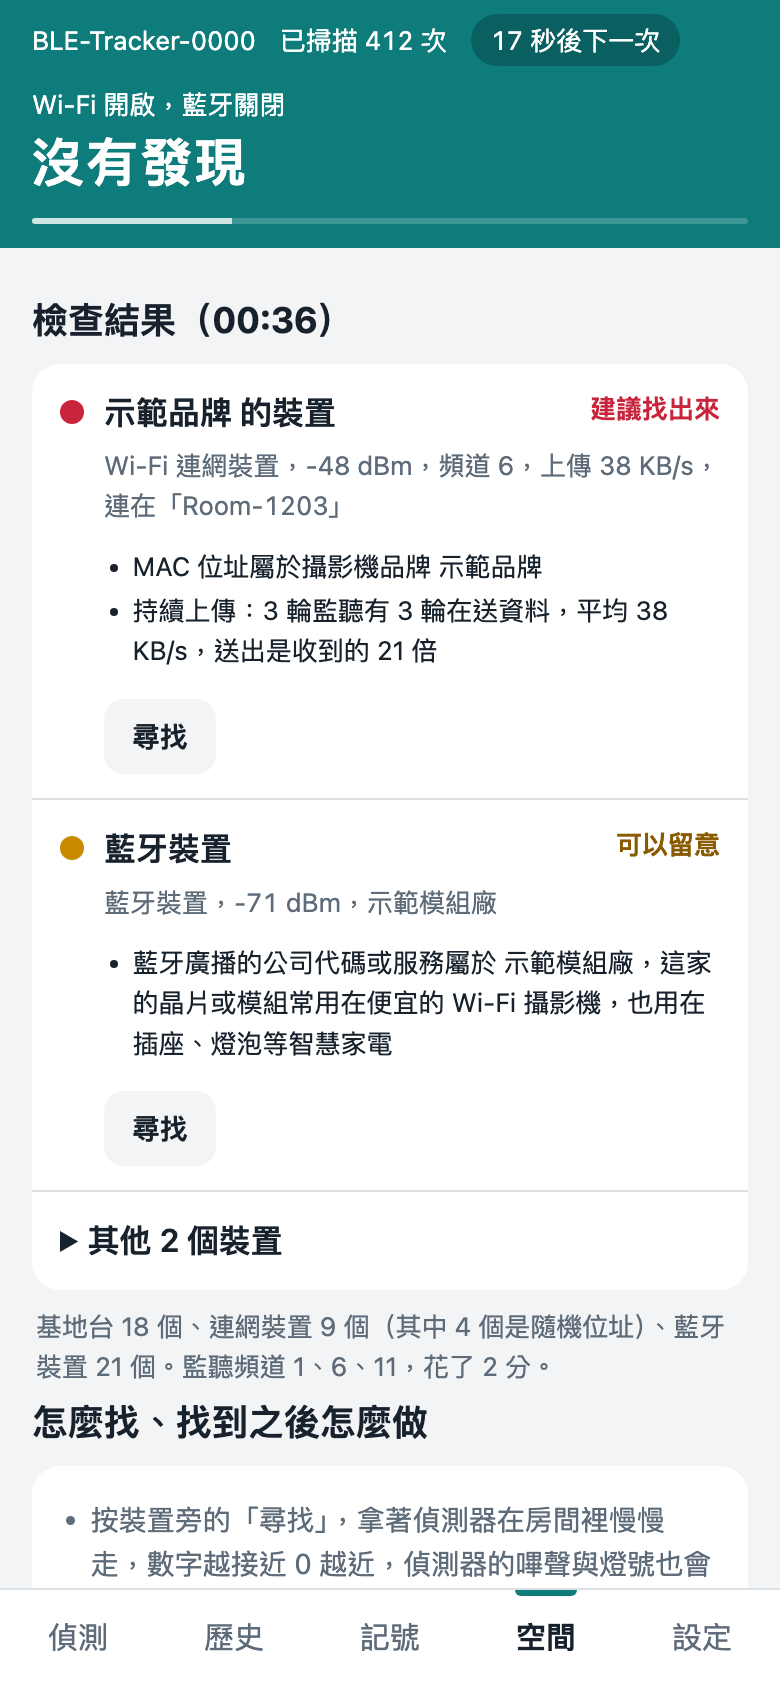 BLE-Tracker-0000 已掃描 412 次 17 秒後下一次
Wi-Fi 開啟，藍牙關閉
沒有發現
檢查結果（00:36）
示範品牌 的裝置 建議找出來
Wi-Fi 連網裝置，-48 dBm，頻道 6，上傳 38 KB/s，
連在「Room-1203」
• MAC 位址屬於攝影機品牌 示範品牌
• 持續上傳：3 輪監聽有 3 輪在送資料，平均 38
KB/s，送出是收到的 21 倍
尋找
藍牙裝置 可以留意
藍牙裝置，-71 dBm，示範模組廠
• 藍牙廣播的公司代碼或服務屬於 示範模組廠，這家
的晶片或模組常用在便宜的 Wi-Fi 攝影機，也用在
插座、燈泡等智慧家電
尋找
▶ 其他 2 個裝置
基地台 18 個、連網裝置 9 個（其中 4 個是隨機位址）、藍牙
裝置 21 個。監聽頻道 1、6、11，花了 2 分。
怎麼找、找到之後怎麼做
• 按裝置旁的「尋找」，拿著偵測器在房間裡慢慢
走，數字越接近 0 越近，偵測器的嗶聲與燈號也會
偵測 歷史 記號 空間 設定